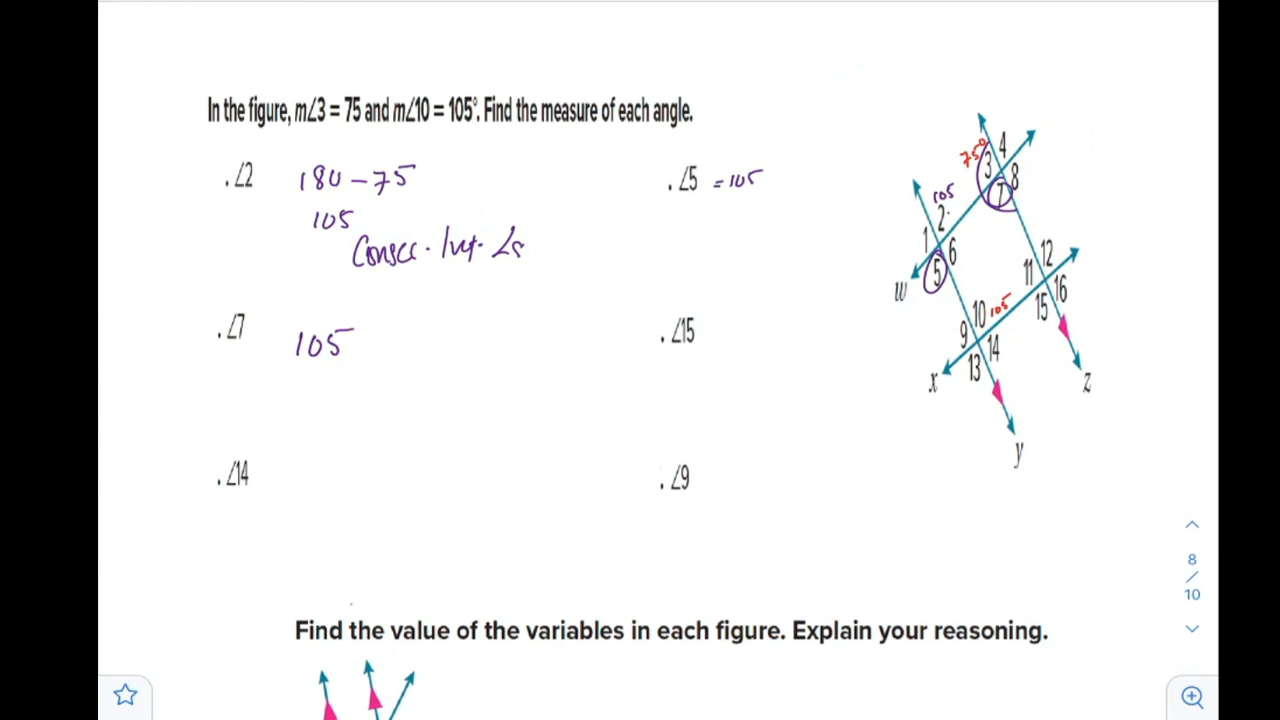 In the figure, m∠3 = 75 and m∠10 = 105°. Find the measure of each angle.
. ∠2 180 - 75
105
Consec. Int. ∠s
. ∠5 = 105
. ∠7 105
. ∠15
. ∠14
. ∠9
75°
3 4
7 8
105
1 2
5 6
w
11 12
15 16
9 10 105
13 14
x
z
y
Find the value of the variables in each figure. Explain your reasoning.
8
/
10